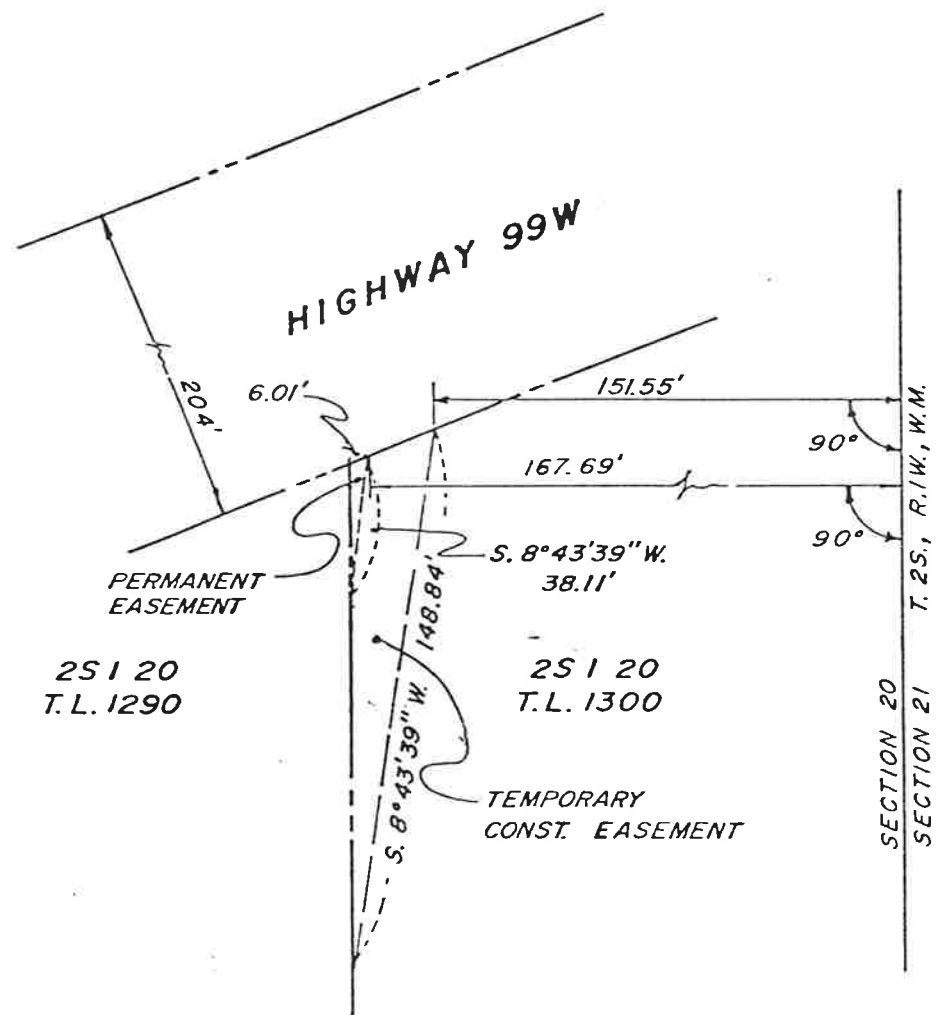 HIGHWAY 99W
204'
6.01'
151.55'
90°
167.69'
90°
S. 8°43'39" W.
38.11'
PERMANENT
EASEMENT
2S 1 20
T.L. 1290
S. 8°43'39" W. 148.84'
2S 1 20
T.L. 1300
TEMPORARY
CONST. EASEMENT
SECTION 20
SECTION 21 T. 2S., R.1W., W.M.